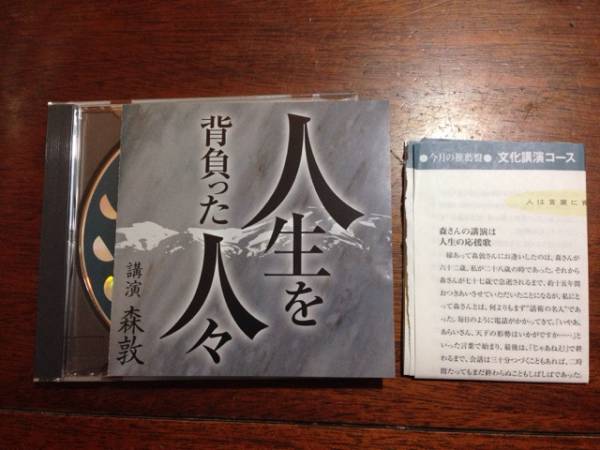 人生を
背負った
人々
講演 森敦
●今月の推薦盤● 文化講演コース
人は言葉に
森さんの講演は
人生の応援歌
縁あって森敦さんにお逢いしたのは、森さんが
六十二歳、私が二十八歳の時であった。それから
森さんが七十七歳で急逝されるまで、約十五年間
おつきあいさせていただいたことになるが、私にと
って森さんとは、何よりもまず“話術の名人”であ
った。毎日のように電話がかかってきて、「いやあ、
あらいさん、天下の形勢はいかがですか……」と
いった言葉で始まり、最後は、「じゃあねえ」で終
わるまで、会話は三十分つづくこともあれば、二時
間たってもまだ終わらぬこともしばしばであった。